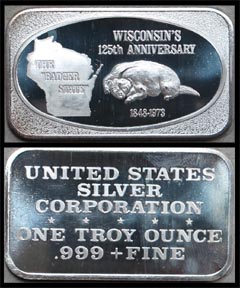 WISCONSIN'S
125th ANNIVERSARY
THE
"BADGER
STATE"
1848-1973
UNITED STATES
SILVER
CORPORATION
ONE TROY OUNCE
.999 + FINE